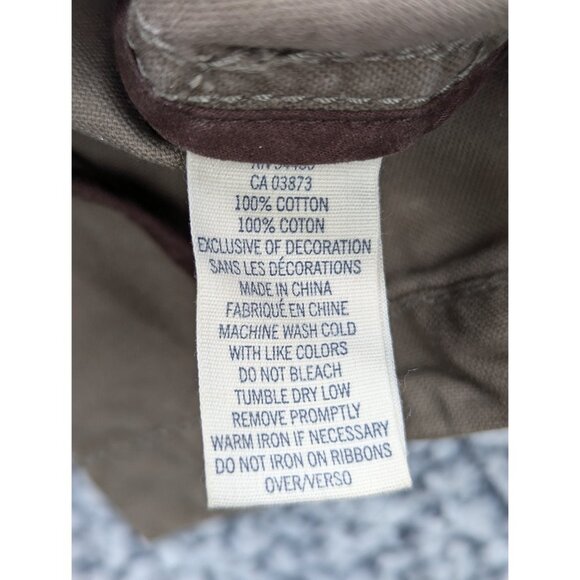 CA 03873
100% COTTON
100% COTON
EXCLUSIVE OF DECORATION
SANS LES DÉCORATIONS
MADE IN CHINA
FABRIQUÉ EN CHINE
MACHINE WASH COLD
WITH LIKE COLORS
DO NOT BLEACH
TUMBLE DRY LOW
REMOVE PROMPTLY
WARM IRON IF NECESSARY
DO NOT IRON ON RIBBONS
OVER/VERSO